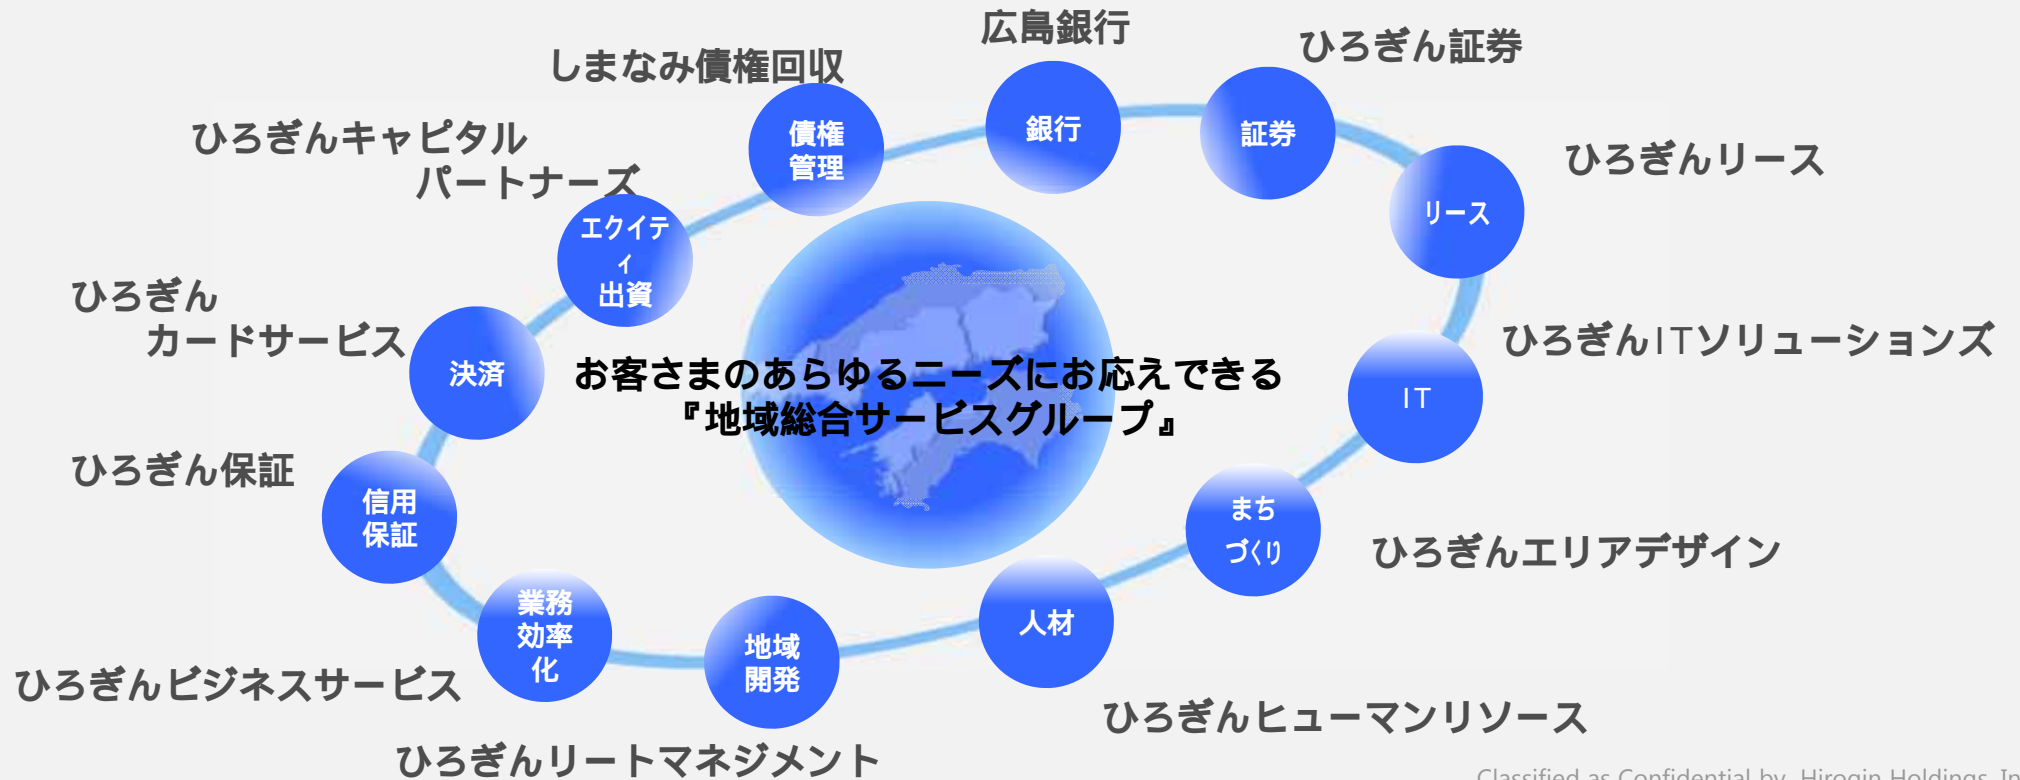 広島銀行
銀行
ひろぎん証券
証券
ひろぎんリース
リース
ひろぎんITソリューションズ
IT
ひろぎんエリアデザイン
まち
づくり
ひろぎんヒューマンリソース
人材
ひろぎんリートマネジメント
地域
開発
ひろぎんビジネスサービス
業務
効率
化
ひろぎん保証
信用
保証
ひろぎん
カードサービス
決済
ひろぎんキャピタル
パートナーズ
エクイテ
ィ
出資
しまなみ債権回収
債権
管理
お客さまのあらゆるニーズにお応えできる
『地域総合サービスグループ』
Classified as Confidential by Hirogin Holdings, In